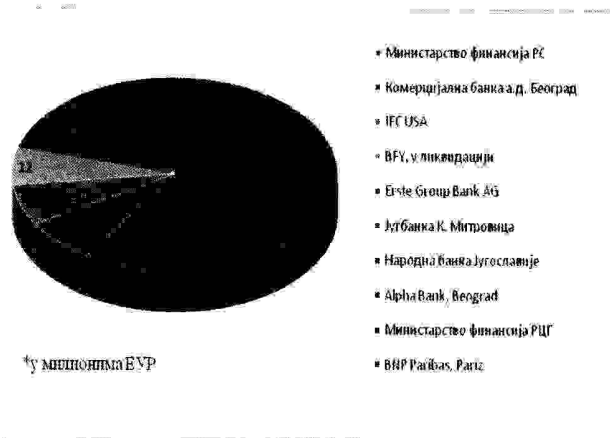 Министарство финансија РС
Комерцијална банка а.д. Београд
IFC USA
BFY, у ликвидацији
Erste Group Bank AG
Југбанка К. Митровица
Народна банка Југославије
Alpha Bank, Beograd
Министарство финансија РЦГ
BNP Paribas, Pariz
12
*у милионима ЕУР